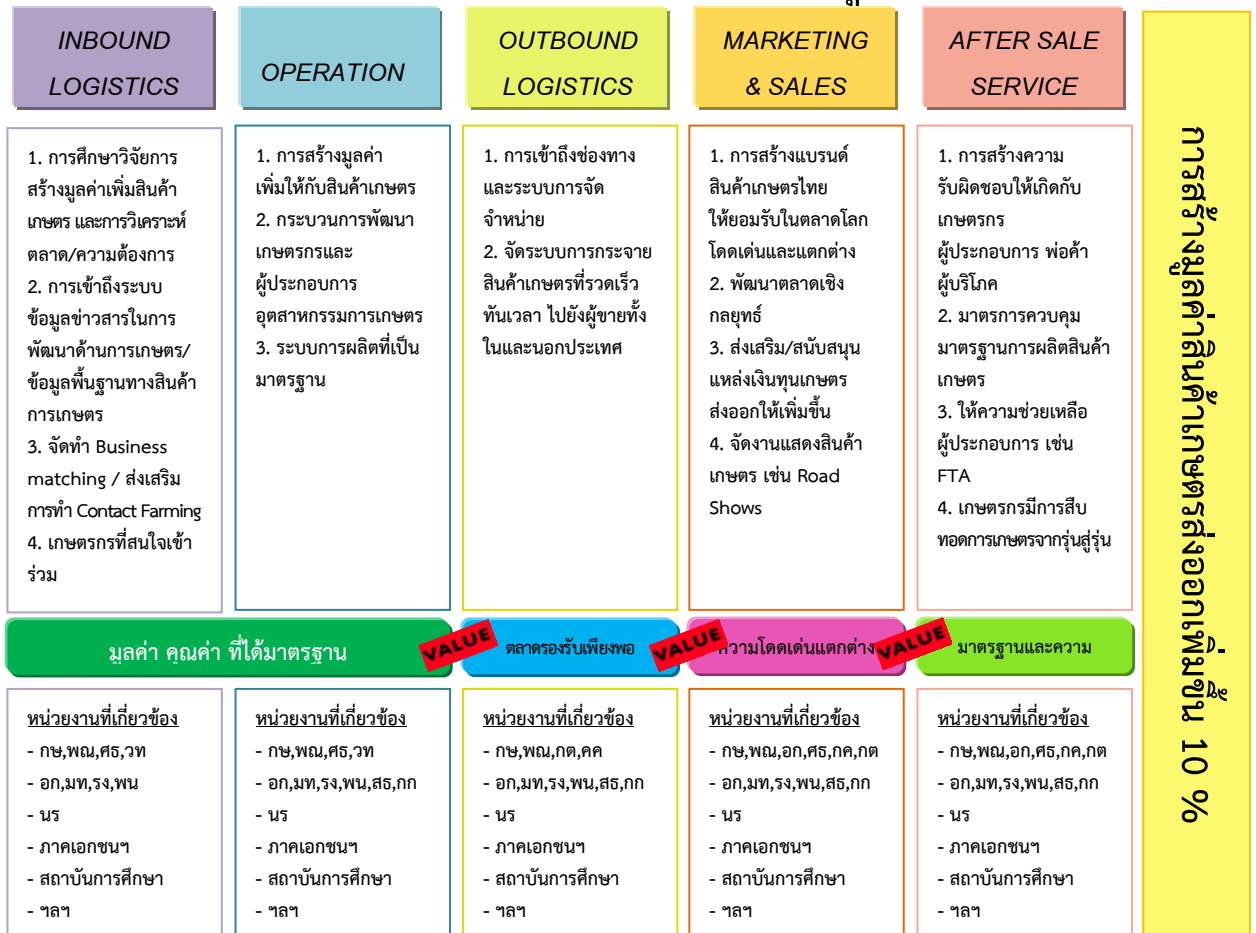 INBOUND
LOGISTICS
OPERATION
OUTBOUND
LOGISTICS
MARKETING
& SALES
AFTER SALE
SERVICE
1. การศึกษาวิจัยการ
สร้างมูลค่าเพิ่มสินค้า
เกษตร และการวิเคราะห์
ตลาด/ความต้องการ
2. การเข้าถึงระบบ
ข้อมูลข่าวสารในการ
พัฒนาด้านการเกษตร/
ข้อมูลพื้นฐานทางสินค้า
การเกษตร
3. จัดทำ Business
matching / ส่งเสริม
การทำ Contact Farming
4. เกษตรกรที่สนใจเข้า
ร่วม
1. การสร้างมูลค่า
เพิ่มให้กับสินค้าเกษตร
2. กระบวนการพัฒนา
เกษตรกรและ
ผู้ประกอบการ
อุตสาหกรรมการเกษตร
3. ระบบการผลิตที่เป็น
มาตรฐาน
1. การเข้าถึงช่องทาง
และระบบการจัด
จำหน่าย
2. จัดระบบการกระจาย
สินค้าเกษตรที่รวดเร็ว
ทันเวลา ไปยังผู้ขายทั้ง
ในและนอกประเทศ
1. การสร้างแบรนด์
สินค้าเกษตรไทย
ให้ยอมรับในตลาดโลก
โดดเด่นและแตกต่าง
2. พัฒนาตลาดเชิง
กลยุทธ์
3. ส่งเสริม/สนับสนุน
แหล่งเงินทุนเกษตร
ส่งออกให้เพิ่มขึ้น
4. จัดงานแสดงสินค้า
เกษตร เช่น Road
Shows
1. การสร้างความ
รับผิดชอบให้เกิดกับ
เกษตรกร
ผู้ประกอบการ พ่อค้า
ผู้บริโภค
2. มาตรการควบคุม
มาตรฐานการผลิตสินค้า
เกษตร
3. ให้ความช่วยเหลือ
ผู้ประกอบการ เช่น
FTA
4. เกษตรกรมีการสืบ
ทอดการเกษตรจากรุ่นสู่รุ่น
มูลค่า คุณค่า ที่ได้มาตรฐาน
VALUE
ตลาดรองรับเพียงพอ
VALUE
ความโดดเด่นแตกต่าง
VALUE
มาตรฐานและความ
หน่วยงานที่เกี่ยวข้อง
- กษ,พณ,ศธ,วท
- อก,มท,รง,พน
- นร
- ภาคเอกชนฯ
- สถาบันการศึกษา
- ฯลฯ
หน่วยงานที่เกี่ยวข้อง
- กษ,พณ,ศธ,วท
- อก,มท,รง,พน,สธ,กก
- นร
- ภาคเอกชนฯ
- สถาบันการศึกษา
- ฯลฯ
หน่วยงานที่เกี่ยวข้อง
- กษ,พณ,กต,คค
- อก,มท,รง,พน,สธ,กก
- นร
- ภาคเอกชนฯ
- สถาบันการศึกษา
- ฯลฯ
หน่วยงานที่เกี่ยวข้อง
- กษ,พณ,อก,ศธ,กค,กต
- อก,มท,รง,พน,สธ,กก
- นร
- ภาคเอกชนฯ
- สถาบันการศึกษา
- ฯลฯ
หน่วยงานที่เกี่ยวข้อง
- กษ,พณ,อก,ศธ,กค,กต
- อก,มท,รง,พน,สธ,กก
- นร
- ภาคเอกชนฯ
- สถาบันการศึกษา
- ฯลฯ
การสร้างมูลค่าสินค้าเกษตรส่งออกเพิ่มขึ้น 10 %